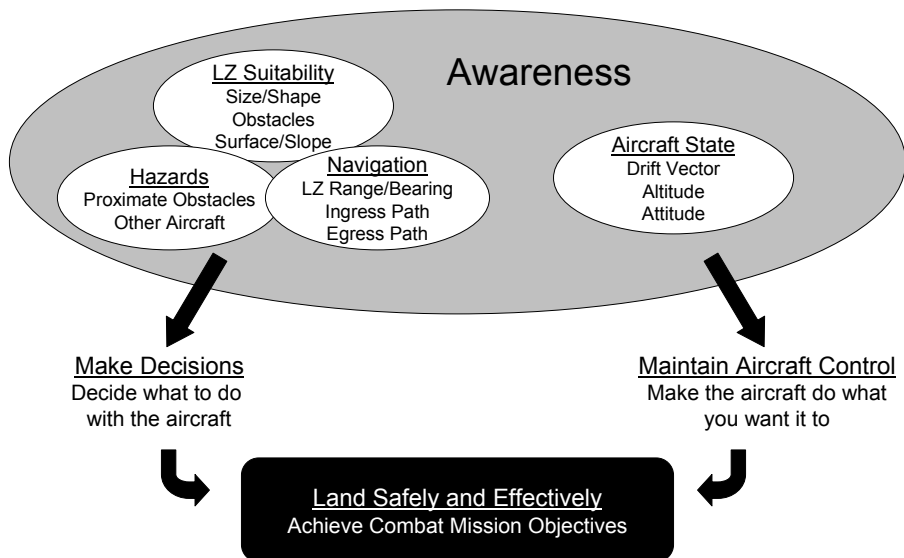 Awareness
LZ Suitability
Size/Shape
Obstacles
Surface/Slope
Hazards
Proximate Obstacles
Other Aircraft
Navigation
LZ Range/Bearing
Ingress Path
Egress Path
Aircraft State
Drift Vector
Altitude
Attitude
Make Decisions
Decide what to do
with the aircraft
Maintain Aircraft Control
Make the aircraft do what
you want it to
Land Safely and Effectively
Achieve Combat Mission Objectives